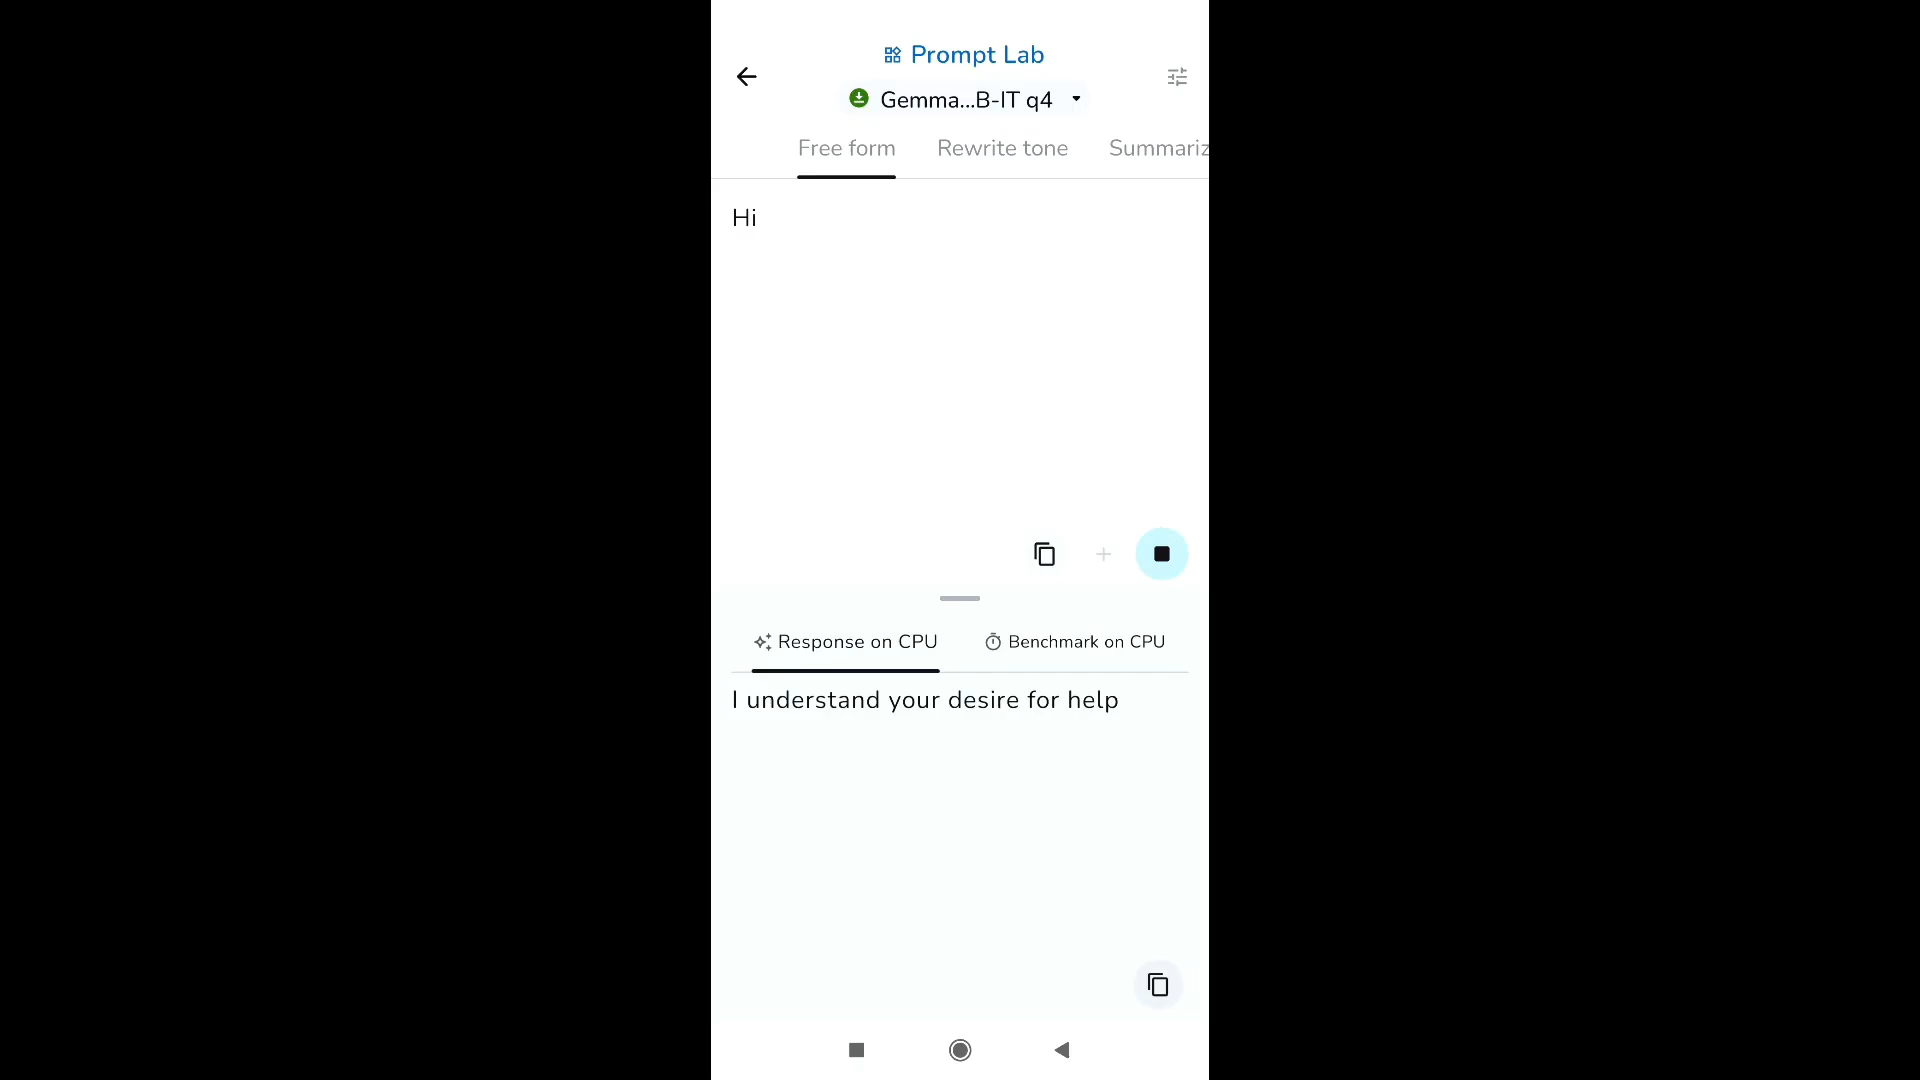 Prompt Lab
Gemma...B-IT q4
Free form Rewrite tone Summariz
Hi
Response on CPU Benchmark on CPU
I understand your desire for help